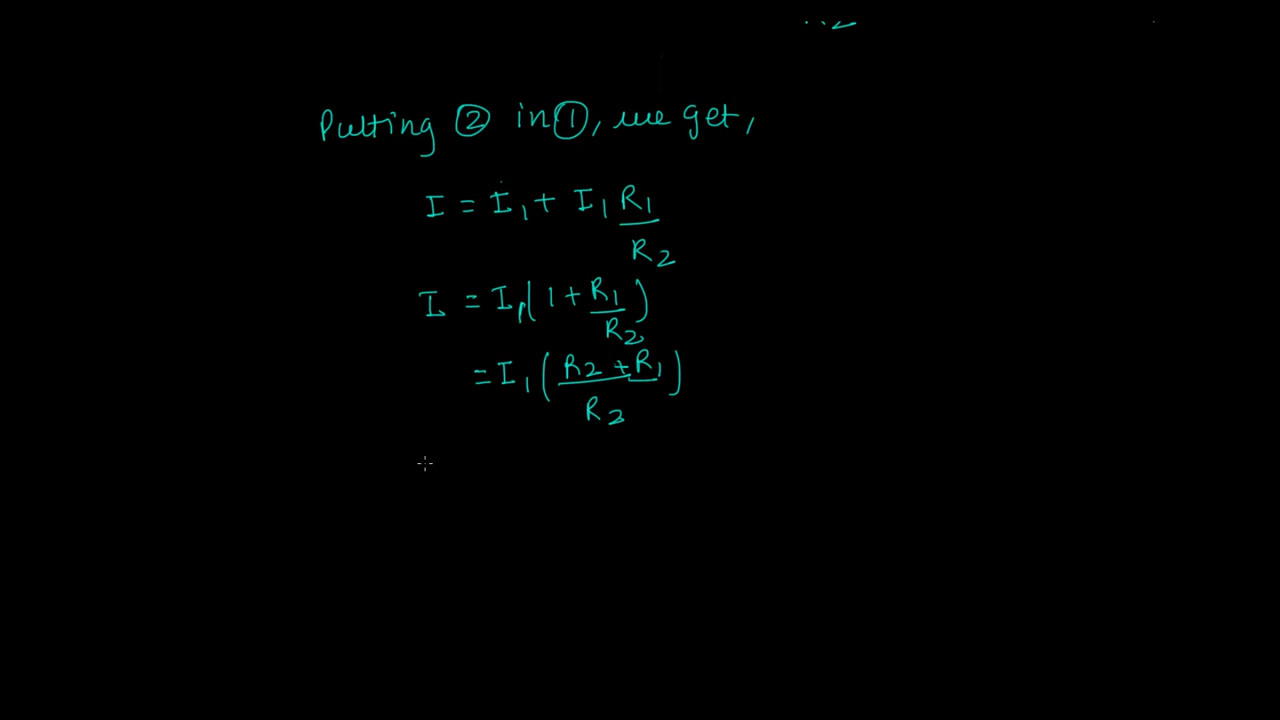 Putting ② in ①, we get,
I = I₁ + I₁ R₁/R₂
I = I₁(1 + R₁/R₂)
= I₁(R₂ + R₁/R₂)